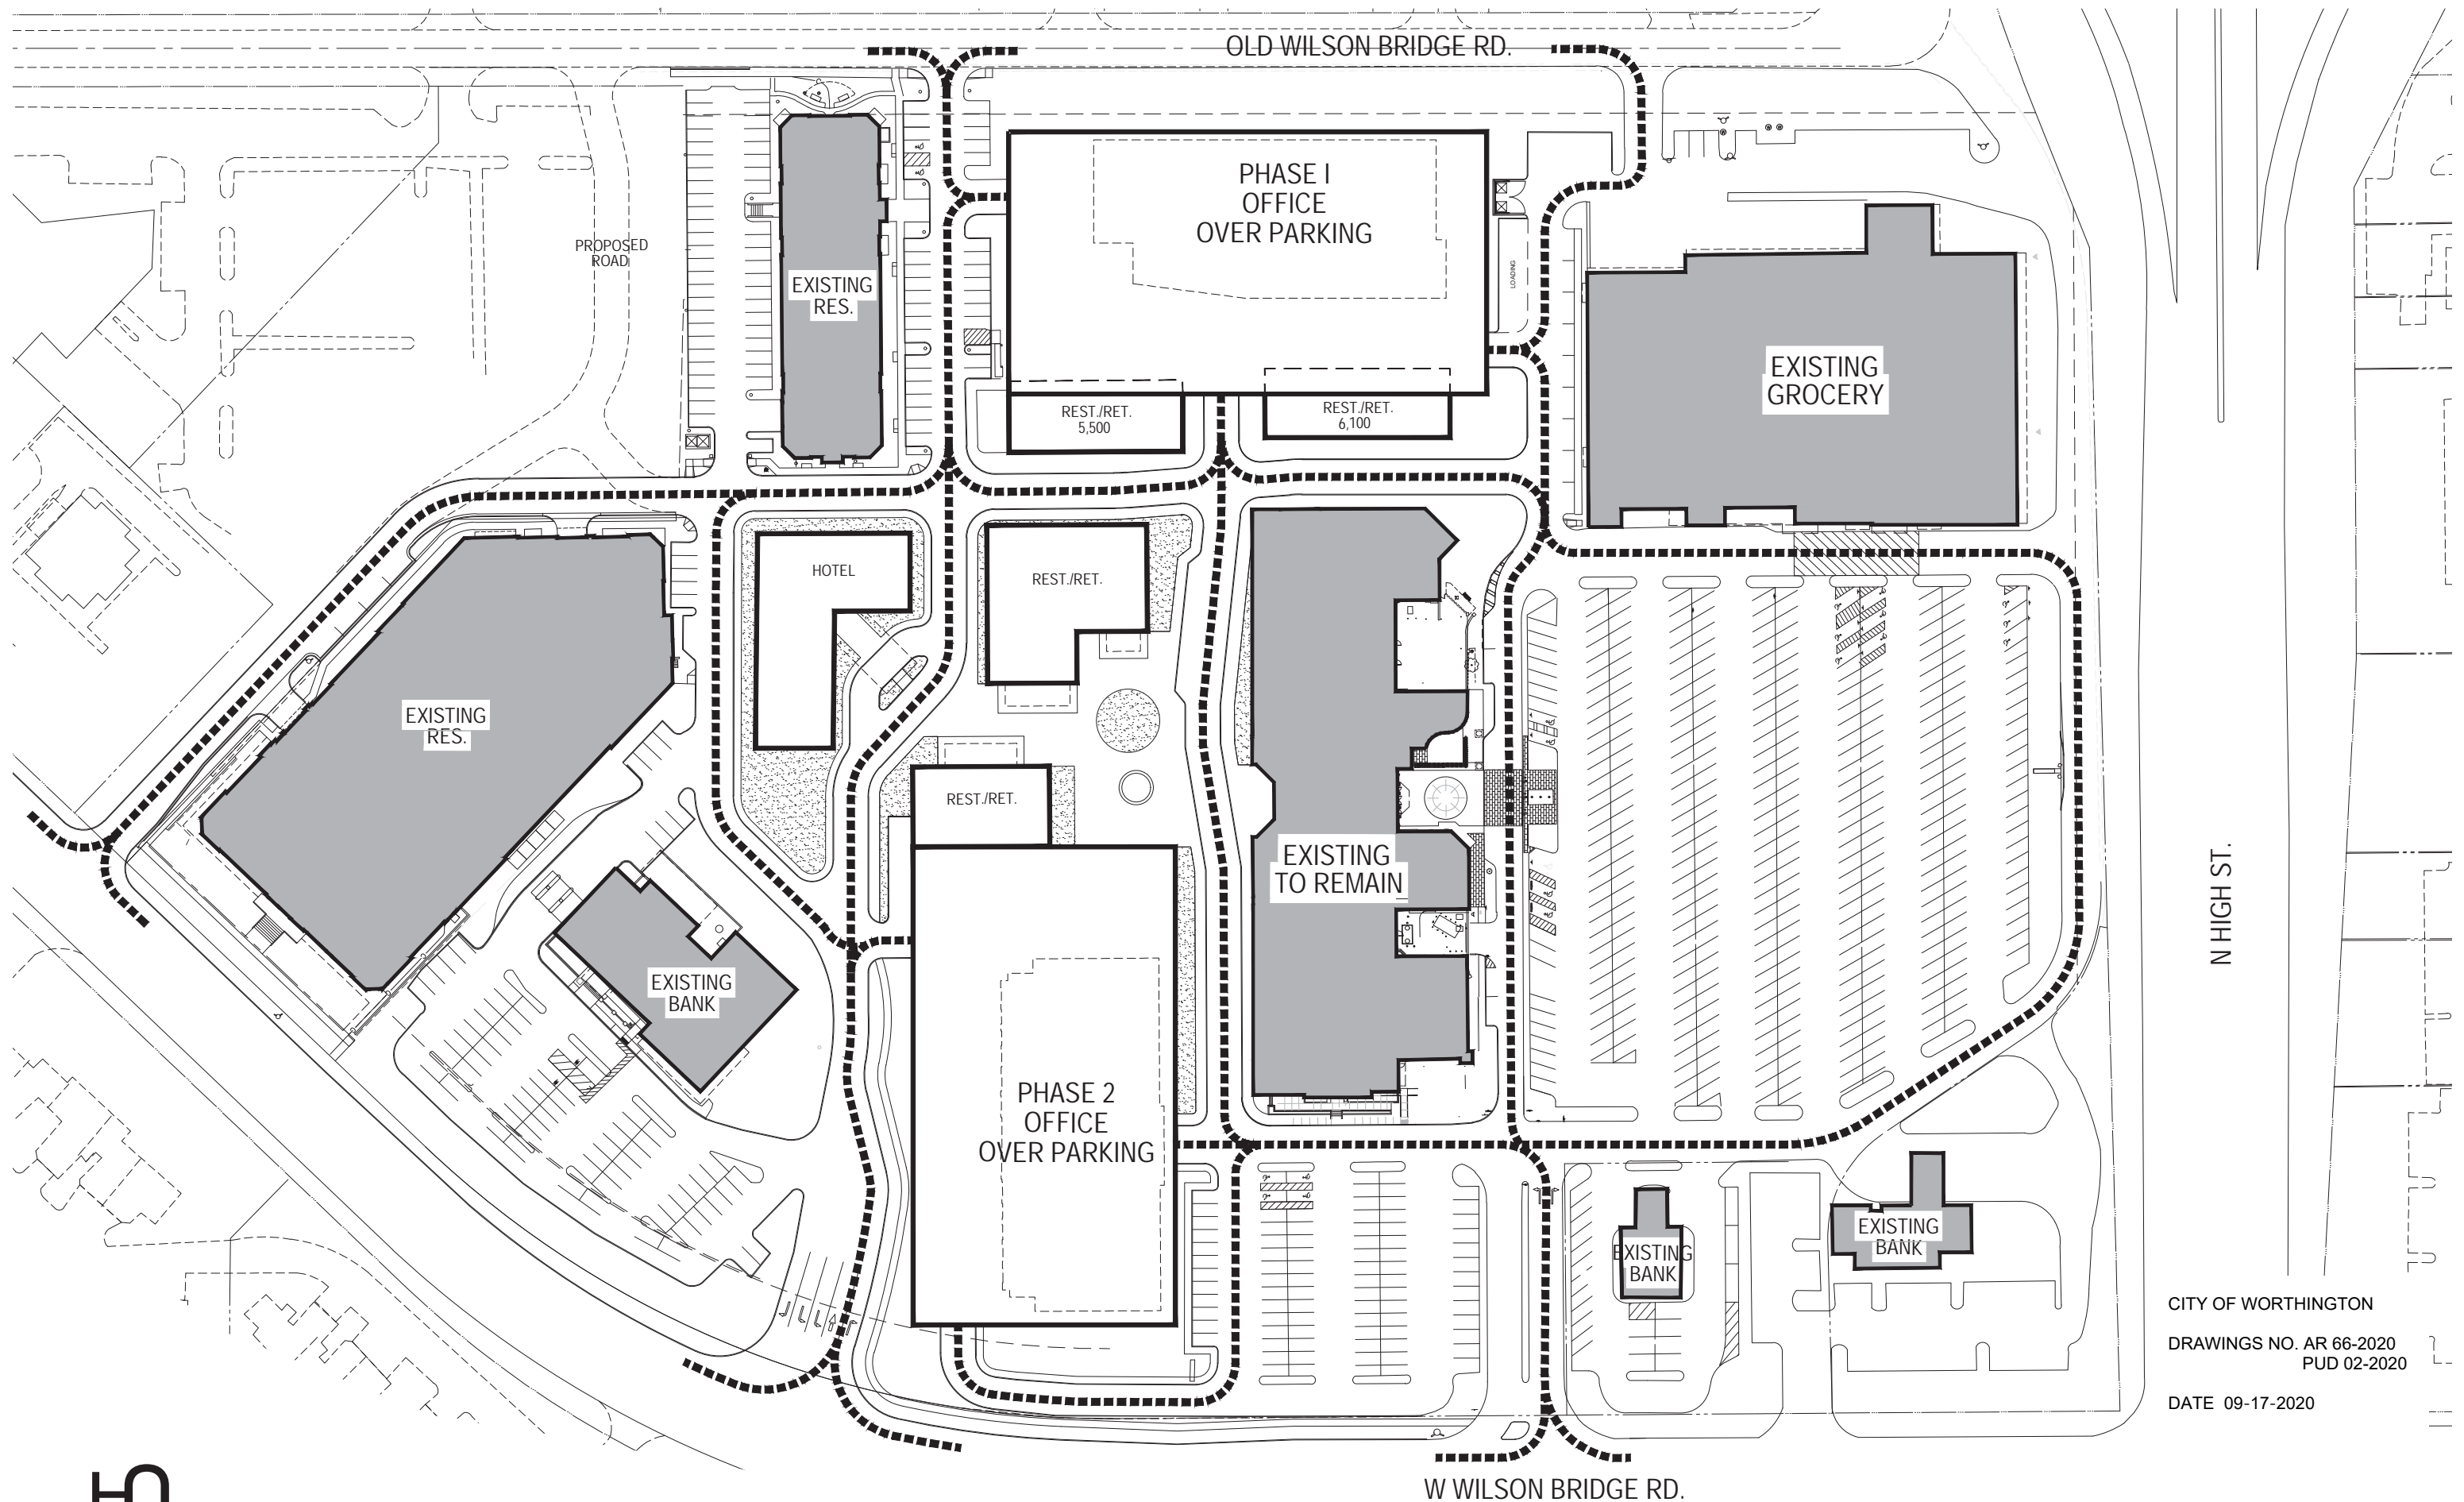 OLD WILSON BRIDGE RD.
PHASE I
OFFICE
OVER PARKING
PROPOSED
ROAD
EXISTING
RES.
LOADING
EXISTING
GROCERY
REST./RET.
5,500
REST./RET.
6,100
HOTEL
REST./RET.
EXISTING
RES.
REST./RET.
EXISTING
TO REMAIN
N HIGH ST.
EXISTING
BANK
PHASE 2
OFFICE
OVER PARKING
EXISTING
BANK
EXISTING
BANK
CITY OF WORTHINGTON
DRAWINGS NO. AR 66-2020
PUD 02-2020
DATE 09-17-2020
W WILSON BRIDGE RD.